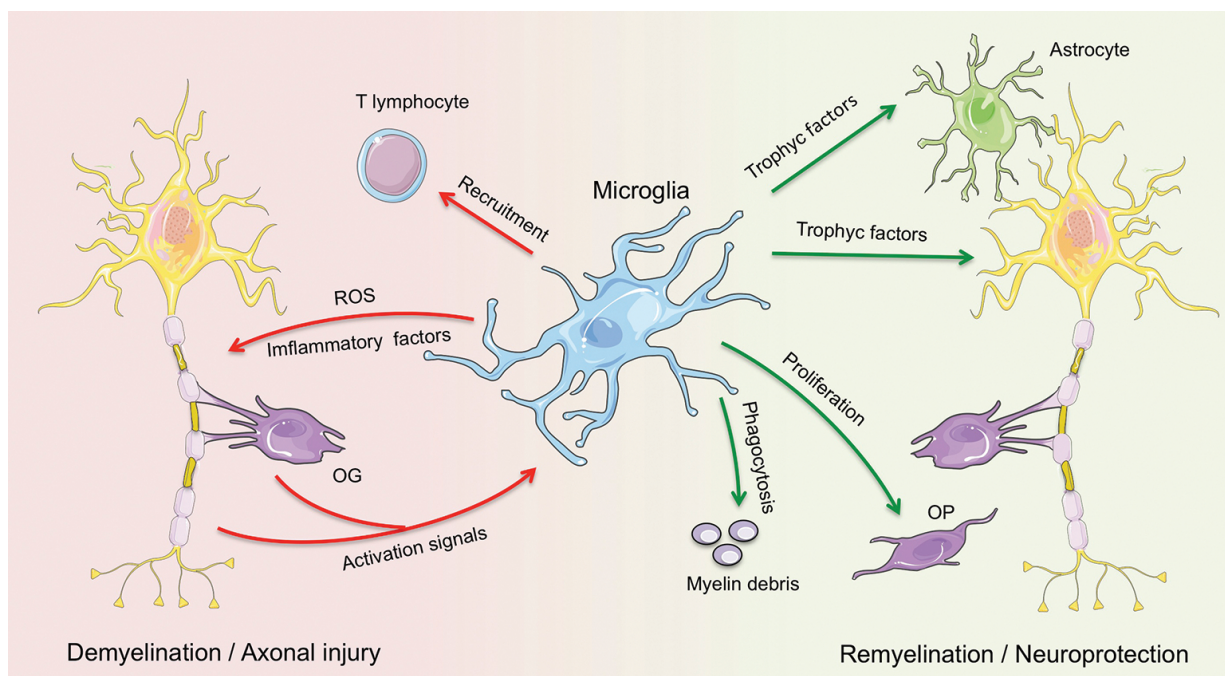 Astrocyte
T lymphocyte
Trophyc factors
Recruitment
Microglia
Trophyc factors
ROS
Imflammatory factors
Proliferation
Phagocytosis
OG
OP
Activation signals
Myelin debris
Demyelination / Axonal injury
Remyelination / Neuroprotection